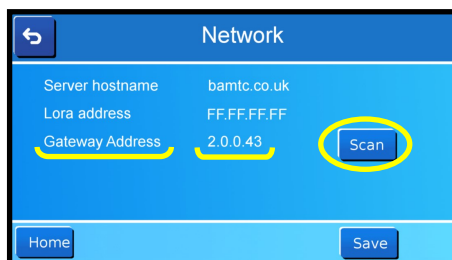 Network
Server hostname bamtc.co.uk
Lora address FF.FF.FF.FF
Gateway Address 2.0.0.43 Scan
Home Save